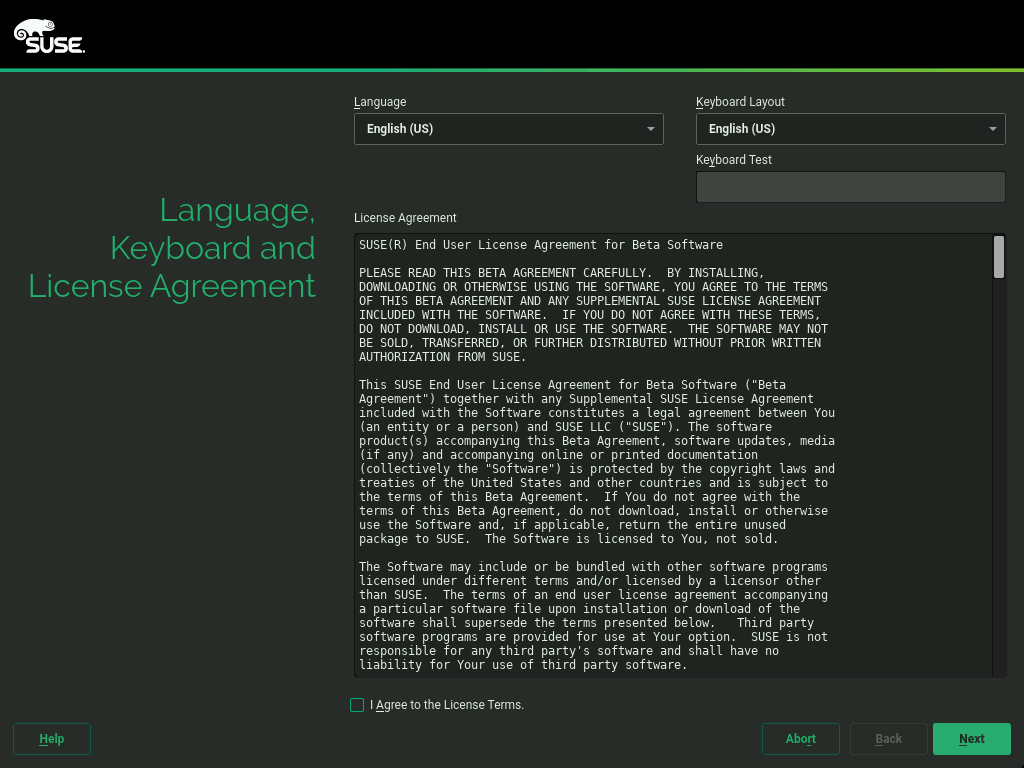 SUSE.
Language
Keyboard Layout
English (US)
English (US)
Keyboard Test
Language,
Keyboard and
License Agreement
License Agreement
SUSE(R) End User License Agreement for Beta Software
PLEASE READ THIS BETA AGREEMENT CAREFULLY.  BY INSTALLING,
DOWNLOADING OR OTHERWISE USING THE SOFTWARE, YOU AGREE TO THE TERMS
OF THIS BETA AGREEMENT AND ANY SUPPLEMENTAL SUSE LICENSE AGREEMENT
INCLUDED WITH THE SOFTWARE.  IF YOU DO NOT AGREE WITH THESE TERMS,
DO NOT DOWNLOAD, INSTALL OR USE THE SOFTWARE.  THE SOFTWARE MAY NOT
BE SOLD, TRANSFERRED, OR FURTHER DISTRIBUTED WITHOUT PRIOR WRITTEN
AUTHORIZATION FROM SUSE.
This SUSE End User License Agreement for Beta Software ("Beta
Agreement") together with any Supplemental SUSE License Agreement
included with the Software constitutes a legal agreement between You
(an entity or a person) and SUSE LLC ("SUSE"). The software
product(s) accompanying this Beta Agreement, software updates, media
(if any) and accompanying online or printed documentation
(collectively the "Software") is protected by the copyright laws and
treaties of the United States and other countries and is subject to
the terms of this Beta Agreement.  If You do not agree with the
terms of this Beta Agreement, do not download, install or otherwise
use the Software and, if applicable, return the entire unused
package to SUSE.  The Software is licensed to You, not sold.
The Software may include or be bundled with other software programs
licensed under different terms and/or licensed by a licensor other
than SUSE.  The terms of an end user license agreement accompanying
a particular software file upon installation or download of the
software shall supersede the terms presented below.   Third party
software programs are provided for use at Your option.  SUSE is not
responsible for any third party's software and shall have no
liability for Your use of third party software.
I Agree to the License Terms.
Help
Abort
Back
Next